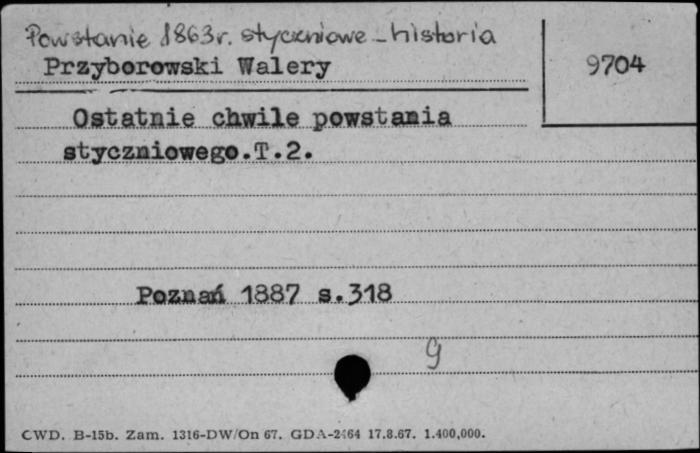 Powstanie 1863r. styczniowe - historia
Przyborowski Walery
9704
Ostatnie chwile powstania
styczniowego.T.2.
Poznań 1887 s.318
g
CWD. B-15b. Zam. 1316-DW/On 67. GDA-2464 17.8.67. 1.400,000.